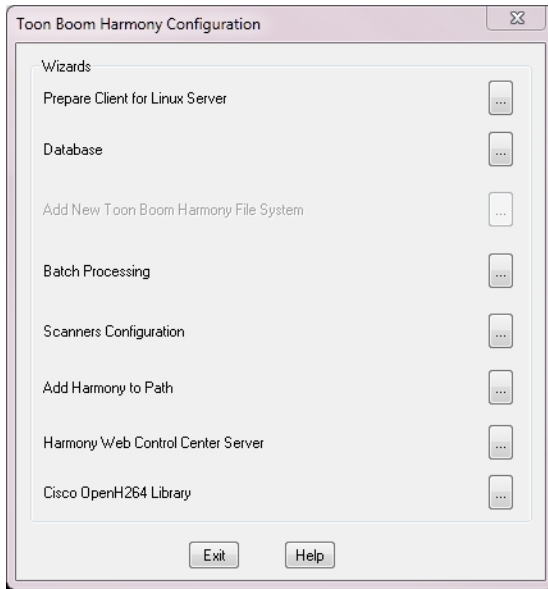 Toon Boom Harmony Configuration
Wizards
Prepare Client for Linux Server ...
Database ...
Add New Toon Boom Harmony File System ...
Batch Processing ...
Scanners Configuration ...
Add Harmony to Path ...
Harmony Web Control Center Server ...
Cisco OpenH264 Library ...
Exit Help